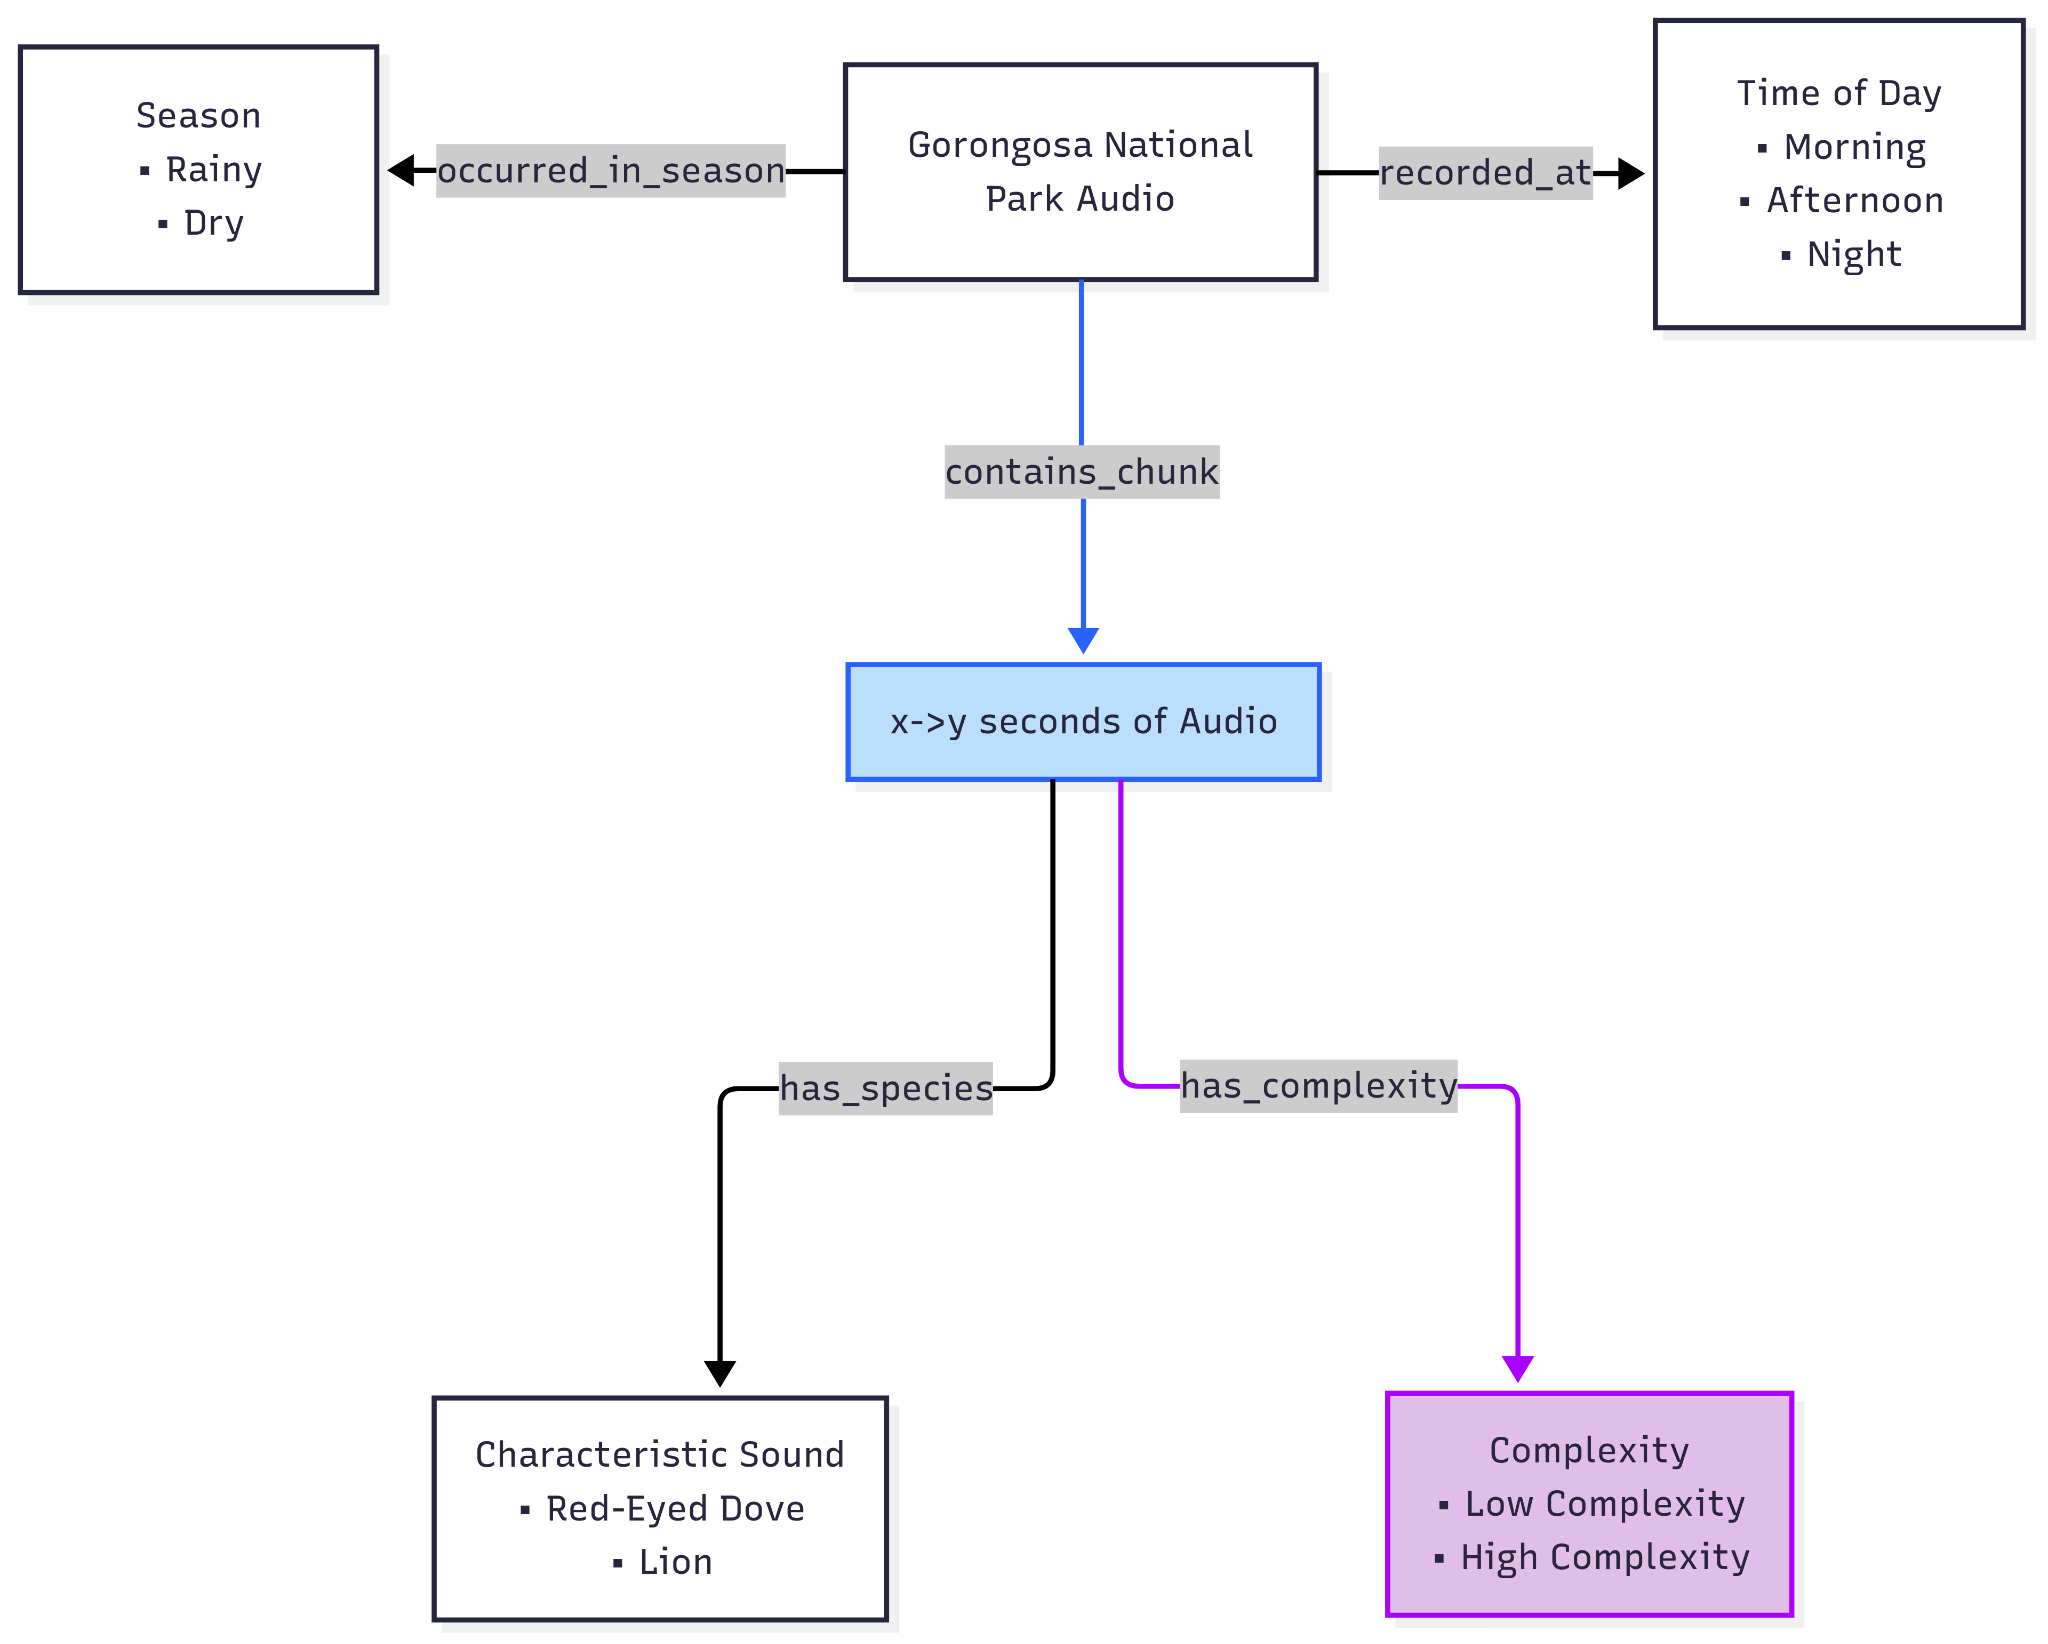 Season
▪ Rainy
▪ Dry
occurred_in_season
Gorongosa National
Park Audio
recorded_at
Time of Day
▪ Morning
▪ Afternoon
▪ Night
contains_chunk
x->y seconds of Audio
has_species
has_complexity
Characteristic Sound
▪ Red-Eyed Dove
▪ Lion
Complexity
▪ Low Complexity
▪ High Complexity